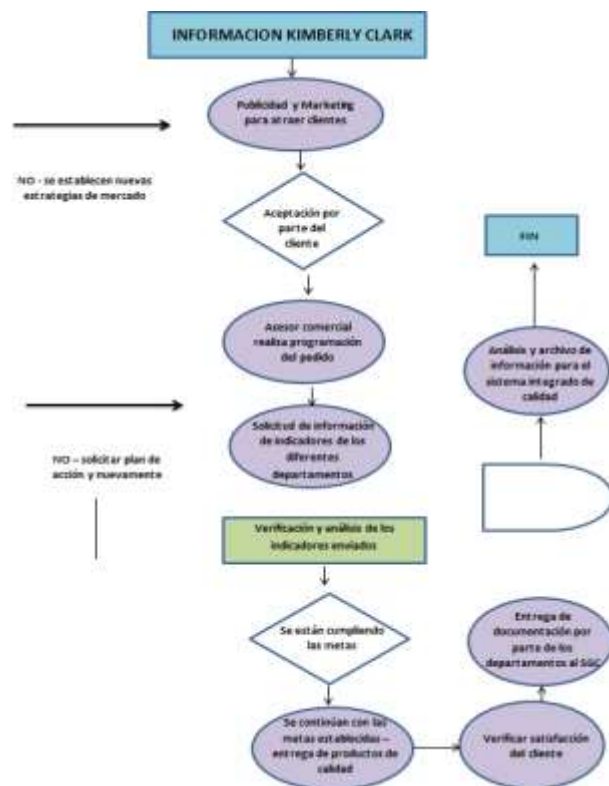 INFORMACION KIMBERLY CLARK
Publicidad y Marketing
para atraer clientes
NO - se establecen nuevas
estrategias de mercado
Aceptación por
parte del
cliente
FIN
Asesor comercial
realiza programación
del pedido
Análisis y archivo de
información para el
sistema integrado de
calidad
Solicitud de información
de indicadores de los
diferentes
departamentos
NO – solicitar plan de
acción y nuevamente
Verificación y análisis de los
indicadores enviados
Se están cumpliendo
las metas
Entrega de
documentación por
parte de los
departamentos al SGC
Se continúan con las
metas establecidas –
entrega de productos de
calidad
Verificar satisfacción
del cliente